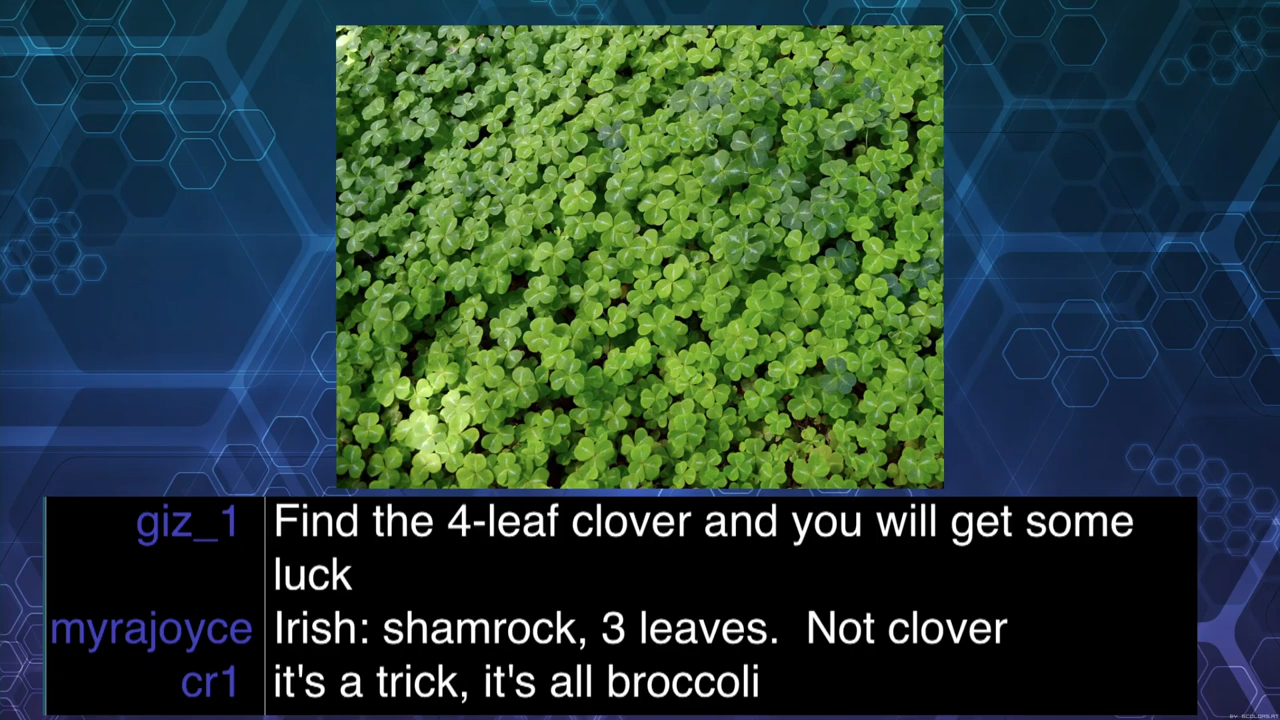 giz_1 Find the 4-leaf clover and you will get some
luck
myrajoyce Irish: shamrock, 3 leaves.  Not clover
cr1 it's a trick, it's all broccoli